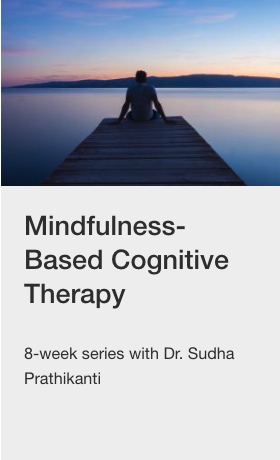 Mindfulness-
Based Cognitive
Therapy
8-week series with Dr. Sudha
Prathikanti